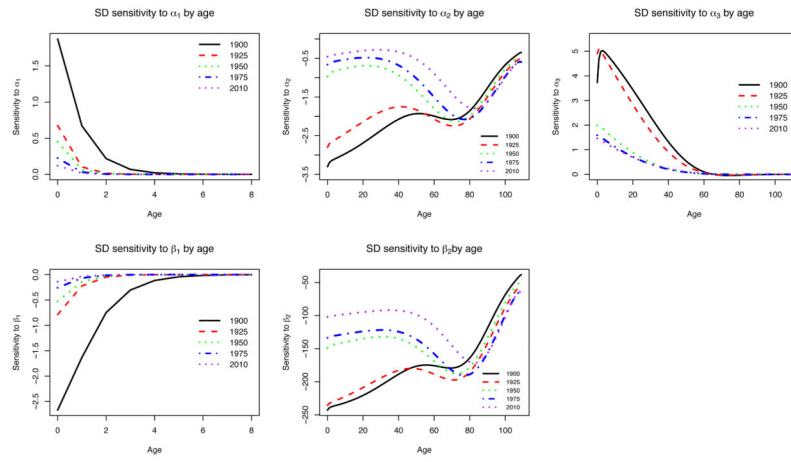 SD sensitivity to α₁ by age
Sensitivity to α₁
0.0 0.5 1.0 1.5
1900
1925
1950
1975
2010
0 2 4 6 8
Age
SD sensitivity to α₂ by age
Sensitivity to α₂
-3.5 -2.5 -1.5 -0.5
1900
1925
1950
1975
2010
0 20 40 60 80 100
Age
SD sensitivity to α₃ by age
Sensitivity to α₃
0 1 2 3 4 5
1900
1925
1950
1975
2010
0 20 40 60 80 100
Age
SD sensitivity to β₁ by age
Sensitivity to β₁
-2.5 -2.0 -1.5 -1.0 -0.5 0.0
1900
1925
1950
1975
2010
0 2 4 6 8
Age
SD sensitivity to β₂by age
Sensitivity to β₂
-250 -200 -150 -100 -50
1900
1925
1950
1975
2010
0 20 40 60 80 100
Age